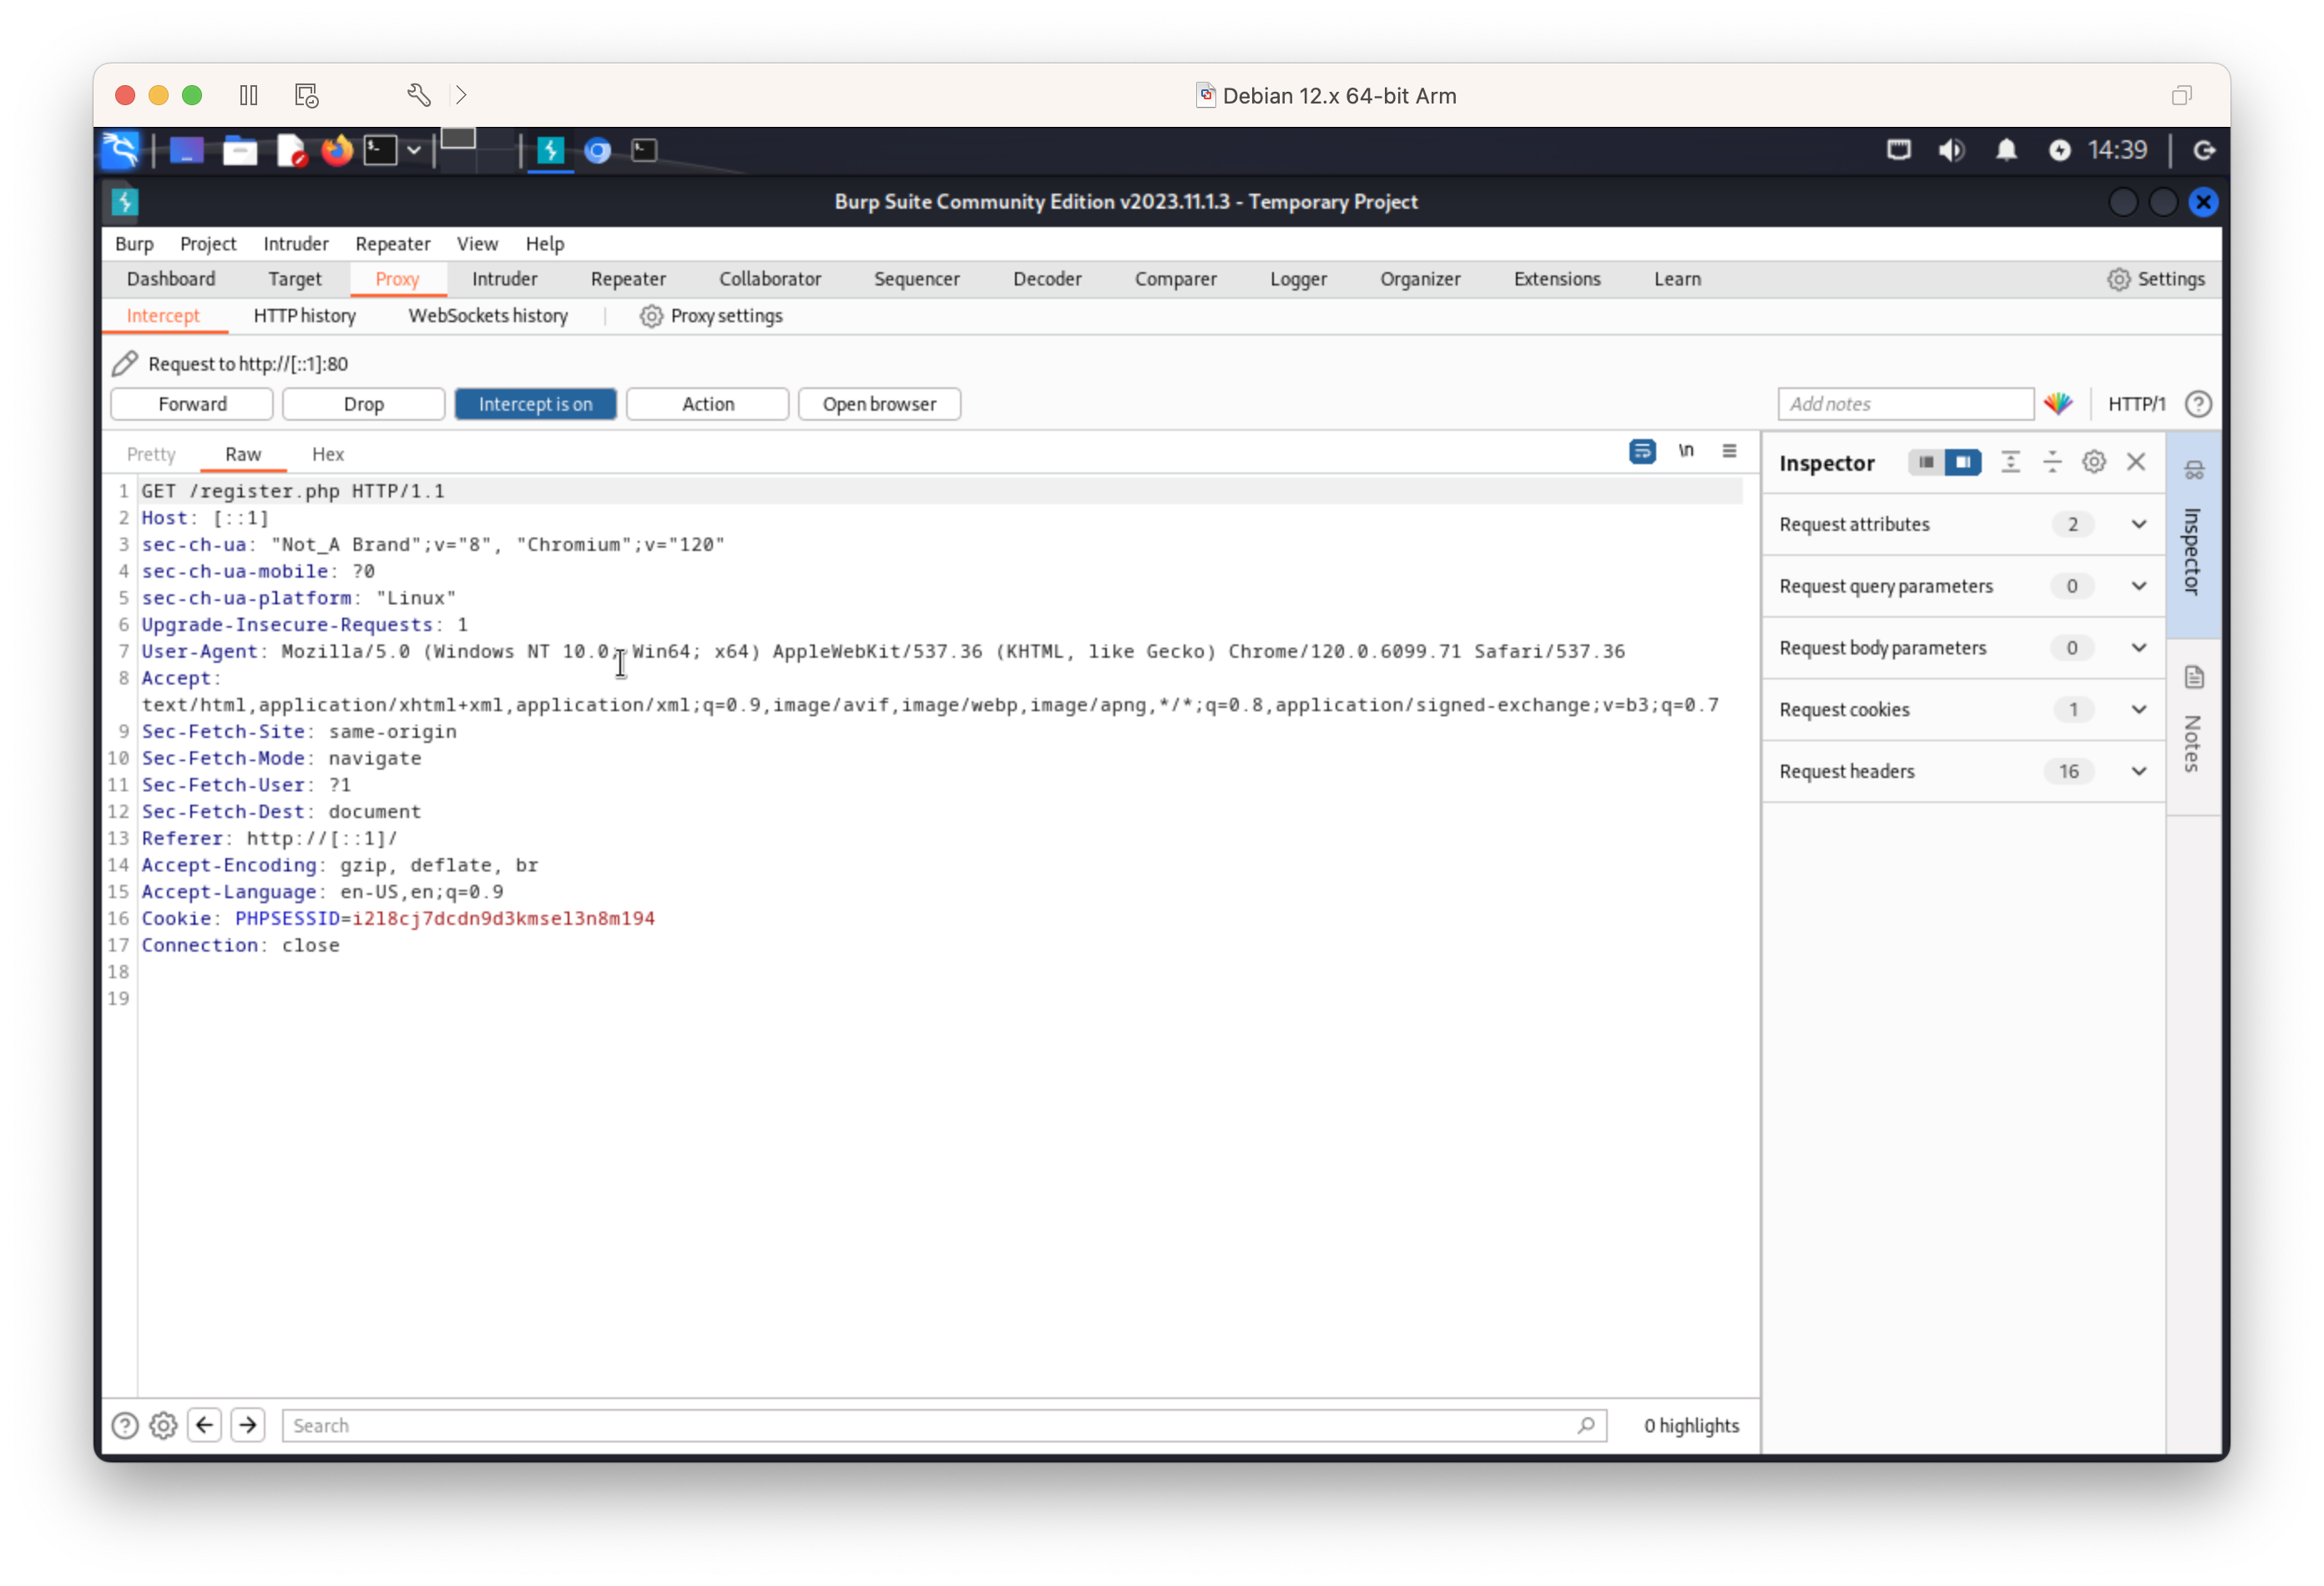 Debian 12.x 64-bit Arm
14:39
Burp Suite Community Edition v2023.11.1.3 - Temporary Project
Burp Project Intruder Repeater View Help
Dashboard Target Proxy Intruder Repeater Collaborator Sequencer Decoder Comparer Logger Organizer Extensions Learn Settings
Intercept HTTP history WebSockets history Proxy settings
Request to http://[::1]:80
Forward Drop Intercept is on Action Open browser Add notes HTTP/1
Pretty Raw Hex \n
Inspector
1 GET /register.php HTTP/1.1
2 Host: [::1]
3 sec-ch-ua: "Not_A Brand";v="8", "Chromium";v="120"
4 sec-ch-ua-mobile: ?0
5 sec-ch-ua-platform: "Linux"
6 Upgrade-Insecure-Requests: 1
7 User-Agent: Mozilla/5.0 (Windows NT 10.0; Win64; x64) AppleWebKit/537.36 (KHTML, like Gecko) Chrome/120.0.6099.71 Safari/537.36
8 Accept:
text/html,application/xhtml+xml,application/xml;q=0.9,image/avif,image/webp,image/apng,*/*;q=0.8,application/signed-exchange;v=b3;q=0.7
9 Sec-Fetch-Site: same-origin
10 Sec-Fetch-Mode: navigate
11 Sec-Fetch-User: ?1
12 Sec-Fetch-Dest: document
13 Referer: http://[::1]/
14 Accept-Encoding: gzip, deflate, br
15 Accept-Language: en-US,en;q=0.9
16 Cookie: PHPSESSID=i218cj7dcdn9d3kmsel3n8m194
17 Connection: close
18
19
Request attributes 2
Request query parameters 0
Request body parameters 0
Request cookies 1
Request headers 16
Inspector
Notes
Search
0 highlights